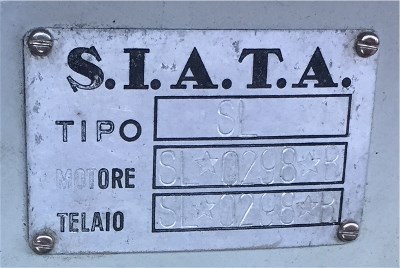 S.I.A.T.A.
TIPO SL
MOTORE SL★0298★B
TELAIO SL★0298★B